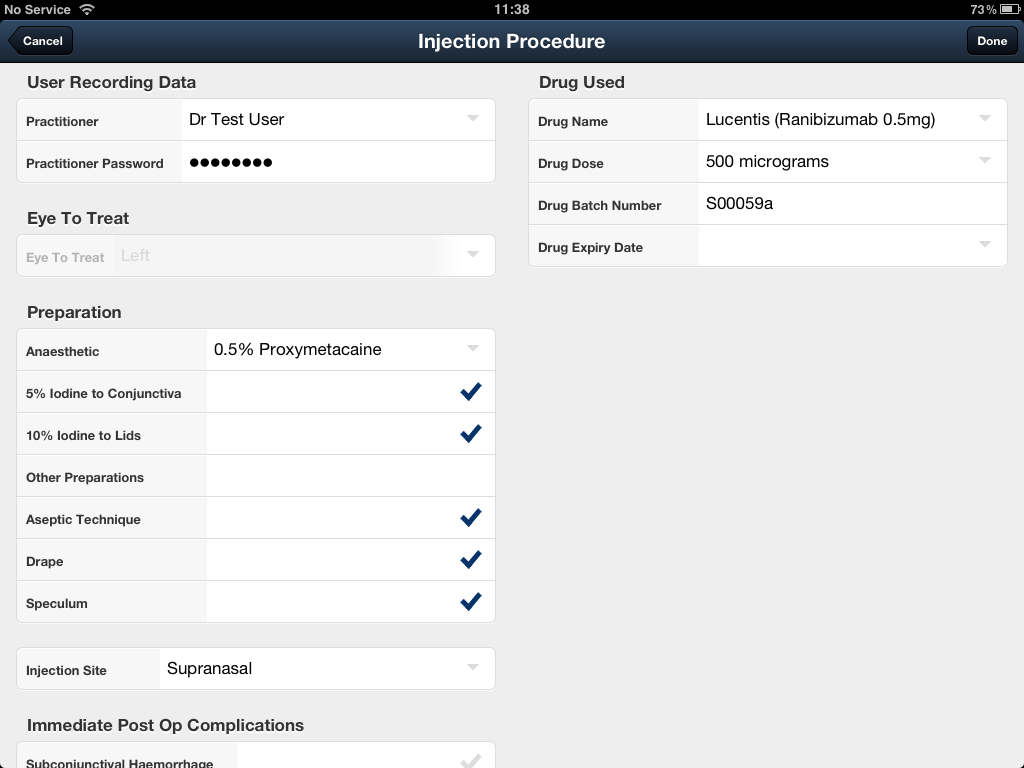 No Service 11:38 73%
Cancel Injection Procedure Done
User Recording Data
Practitioner Dr Test User
Practitioner Password ●●●●●●●●
Eye To Treat
Eye To Treat Left
Preparation
Anaesthetic 0.5% Proxymetacaine
5% Iodine to Conjunctiva
10% Iodine to Lids
Other Preparations
Aseptic Technique
Drape
Speculum
Injection Site Supranasal
Immediate Post Op Complications
Subconjunctival Haemorrhage
Drug Used
Drug Name Lucentis (Ranibizumab 0.5mg)
Drug Dose 500 micrograms
Drug Batch Number S00059a
Drug Expiry Date